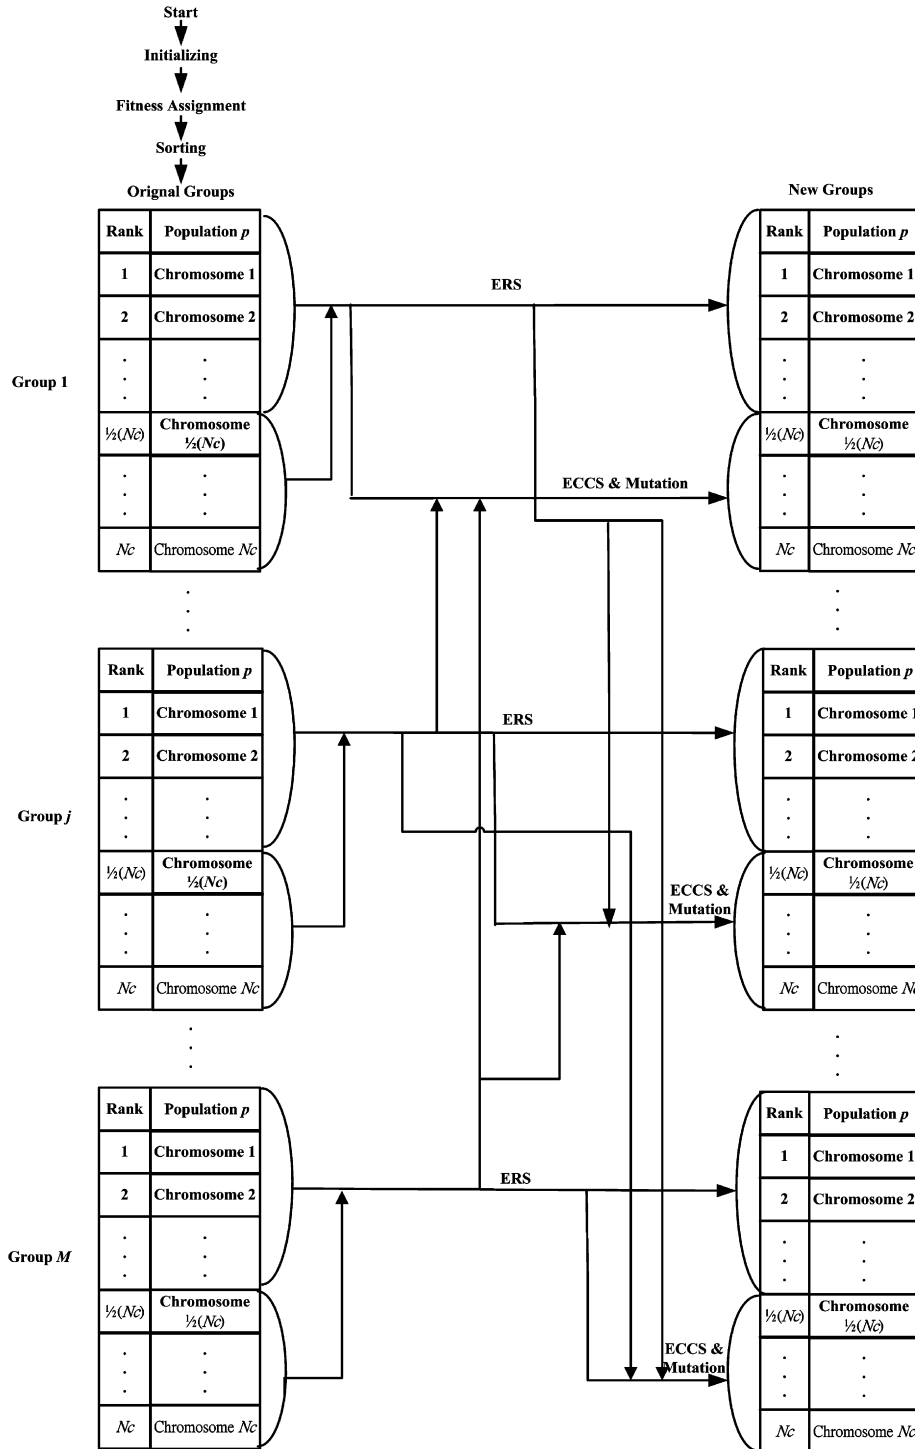 Start
Initializing
Fitness Assignment
Sorting
Orignal Groups
New Groups
Rank Population p
1 Chromosome 1
2 Chromosome 2
½(Nc) Chromosome
½(Nc)
Nc Chromosome Nc
Group 1
ERS
ECCS & Mutation
Rank Population p
1 Chromosome 1
2 Chromosome 2
½(Nc) Chromosome
½(Nc)
Nc Chromosome Nc
Rank Population p
1 Chromosome 1
2 Chromosome 2
½(Nc) Chromosome
½(Nc)
Nc Chromosome Nc
Group j
ERS
ECCS &
Mutation
Rank Population p
1 Chromosome 1
2 Chromosome 2
½(Nc) Chromosome
½(Nc)
Nc Chromosome Nc
Rank Population p
1 Chromosome 1
2 Chromosome 2
½(Nc) Chromosome
½(Nc)
Nc Chromosome Nc
Group M
ERS
ECCS &
Mutation
Rank Population p
1 Chromosome 1
2 Chromosome 2
½(Nc) Chromosome
½(Nc)
Nc Chromosome Nc